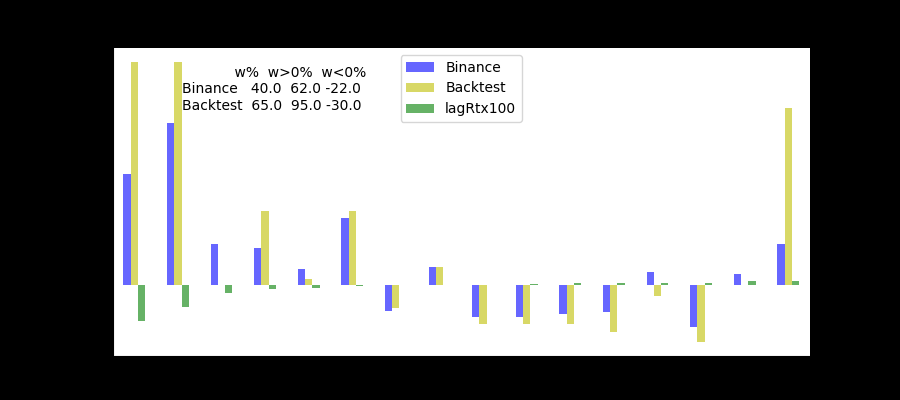 w%  w>0%  w<0%
Binance   40.0  62.0 -22.0
Backtest  65.0  95.0 -30.0
Binance
Backtest
lagRtx100